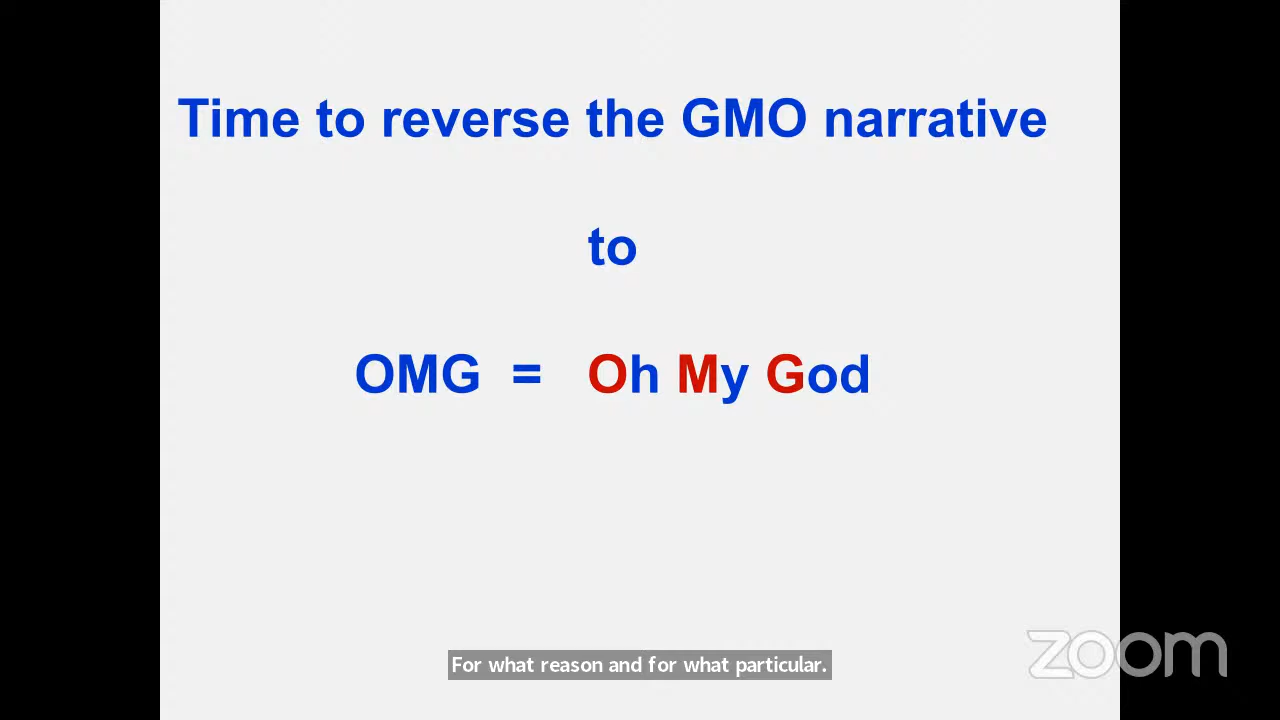 Time to reverse the GMO narrative
to
OMG = Oh My God
For what reason and for what particular.
zoom